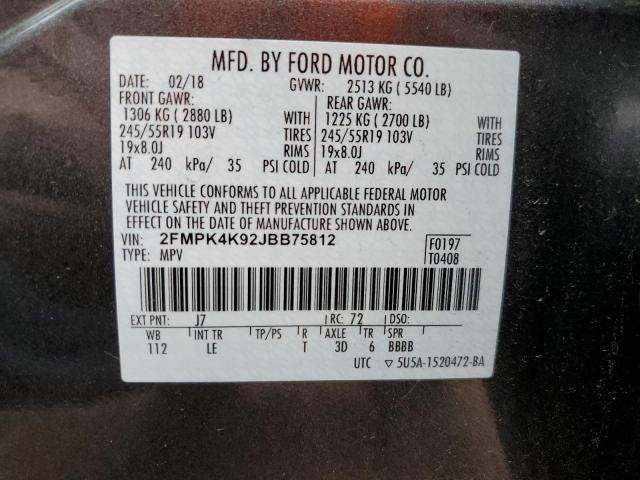 MFD. BY FORD MOTOR CO.
DATE: 02/18 GVWR: 2513 KG ( 5540 LB)
FRONT GAWR: REAR GAWR:
1306 KG ( 2880 LB) WITH 1225 KG ( 2700 LB) WITH
245/55R19 103V TIRES 245/55R19 103V TIRES
19x8.0J RIMS 19x8.0J RIMS
AT 240 kPa/ 35 PSI COLD AT 240 kPa/ 35 PSI COLD
THIS VEHICLE CONFORMS TO ALL APPLICABLE FEDERAL MOTOR
VEHICLE SAFETY AND THEFT PREVENTION STANDARDS IN
EFFECT ON THE DATE OF MANUFACTURE SHOWN ABOVE.
VIN: 2FMPK4K92JBB75812 F0197
TYPE: MPV T0408
EXT PNT: J7 RC: 72 DSO:
WB INT TR TP/PS R AXLE TR SPR
112 LE T 3D 6 BBBB
UTC ▽ 5U5A-1520472-BA